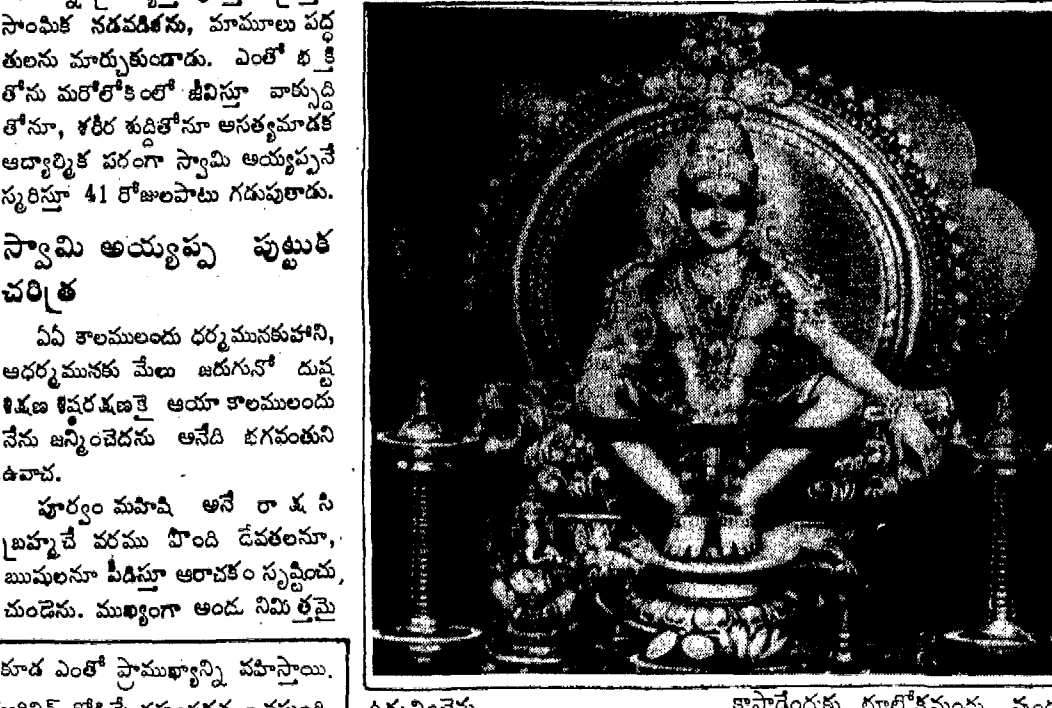 సాంఘిక నడవడికను, మామూలు పద్ధ
తులను మార్చుకుంటాడు. ఎంతో భక్తి
తోను మరోలోకంలో జీవిస్తూ వాక్సుద్ది
తోనూ, శరీర శుద్దితోనూ అసత్యమాడక
ఆధ్యాత్మిక పరంగా స్వామి అయ్యప్పనే
స్మరిస్తూ 41 రోజులపాటు గడుపుతాడు.
స్వామి అయ్యప్ప పుట్టుక
చరిత్ర
ఏఏ కాలములందు ధర్మమునకుహాని,
ఆధర్మమునకు మేలు జరుగునో దుష్ట
శిక్షణ శిష్టరక్షణకై ఆయా కాలములందు
నేను జన్మించెదను అనేది భగవంతుని
ఉవాచ.
పూర్వం మహిషి అనే రాక్షసి
బ్రహ్మచే వరము పొంది దేవతలనూ,
ఋషులనూ పీడిస్తూ ఆరాచకం సృష్టించు
చుండెను. ముఖ్యంగా అందు నిమిత్తమై
కూడ ఎంతో ప్రాముఖ్యాన్ని వహిస్తాయి.